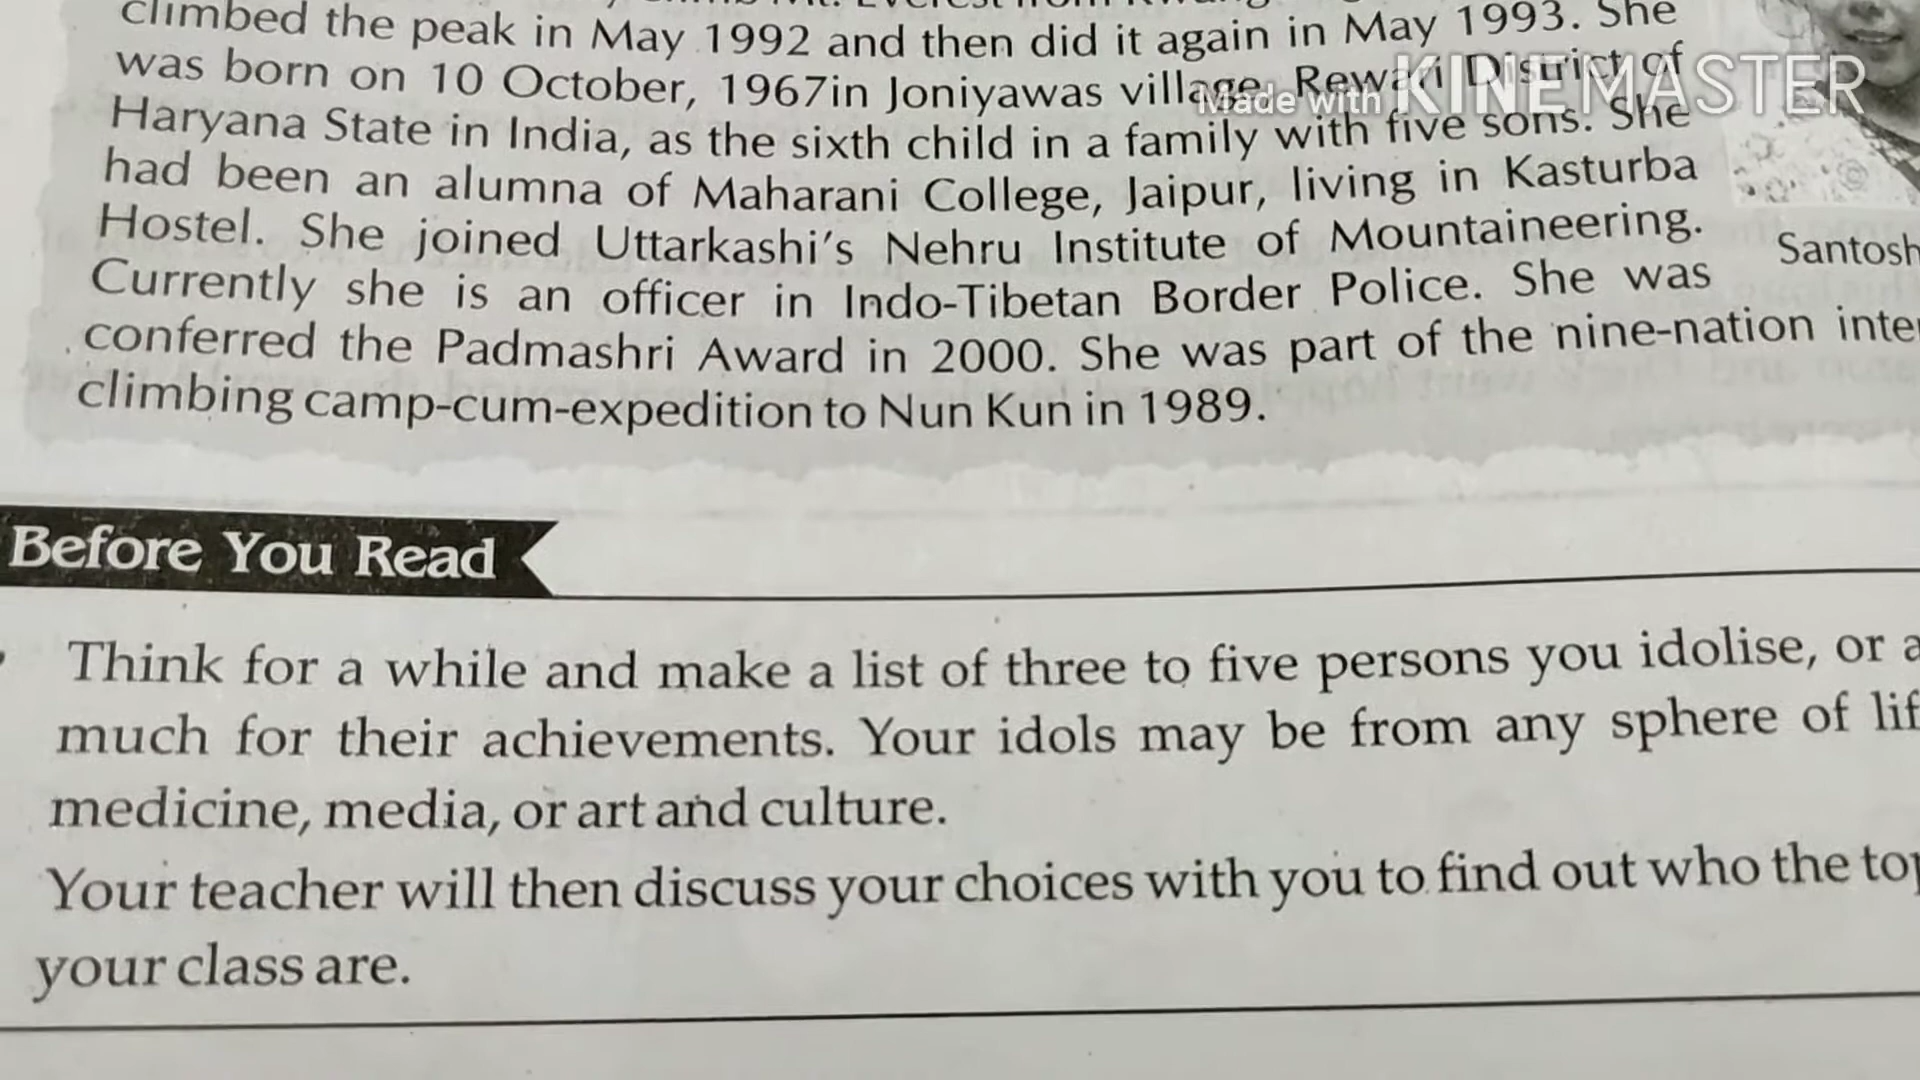 climbed the peak in May 1992 and then did it again in May 1993. She
was born on 10 October, 1967in Joniyawas village, Rewari District of
Made with KINEMASTER
Haryana State in India, as the sixth child in a family with five sons. She
had been an alumna of Maharani College, Jaipur, living in Kasturba
Hostel. She joined Uttarkashi's Nehru Institute of Mountaineering.
Santosh
Currently she is an officer in Indo-Tibetan Border Police. She was
conferred the Padmashri Award in 2000. She was part of the nine-nation inte
climbing camp-cum-expedition to Nun Kun in 1989.
Before You Read
Think for a while and make a list of three to five persons you idolise, or a
much for their achievements. Your idols may be from any sphere of lif
medicine, media, or art and culture.
Your teacher will then discuss your choices with you to find out who the top
your class are.